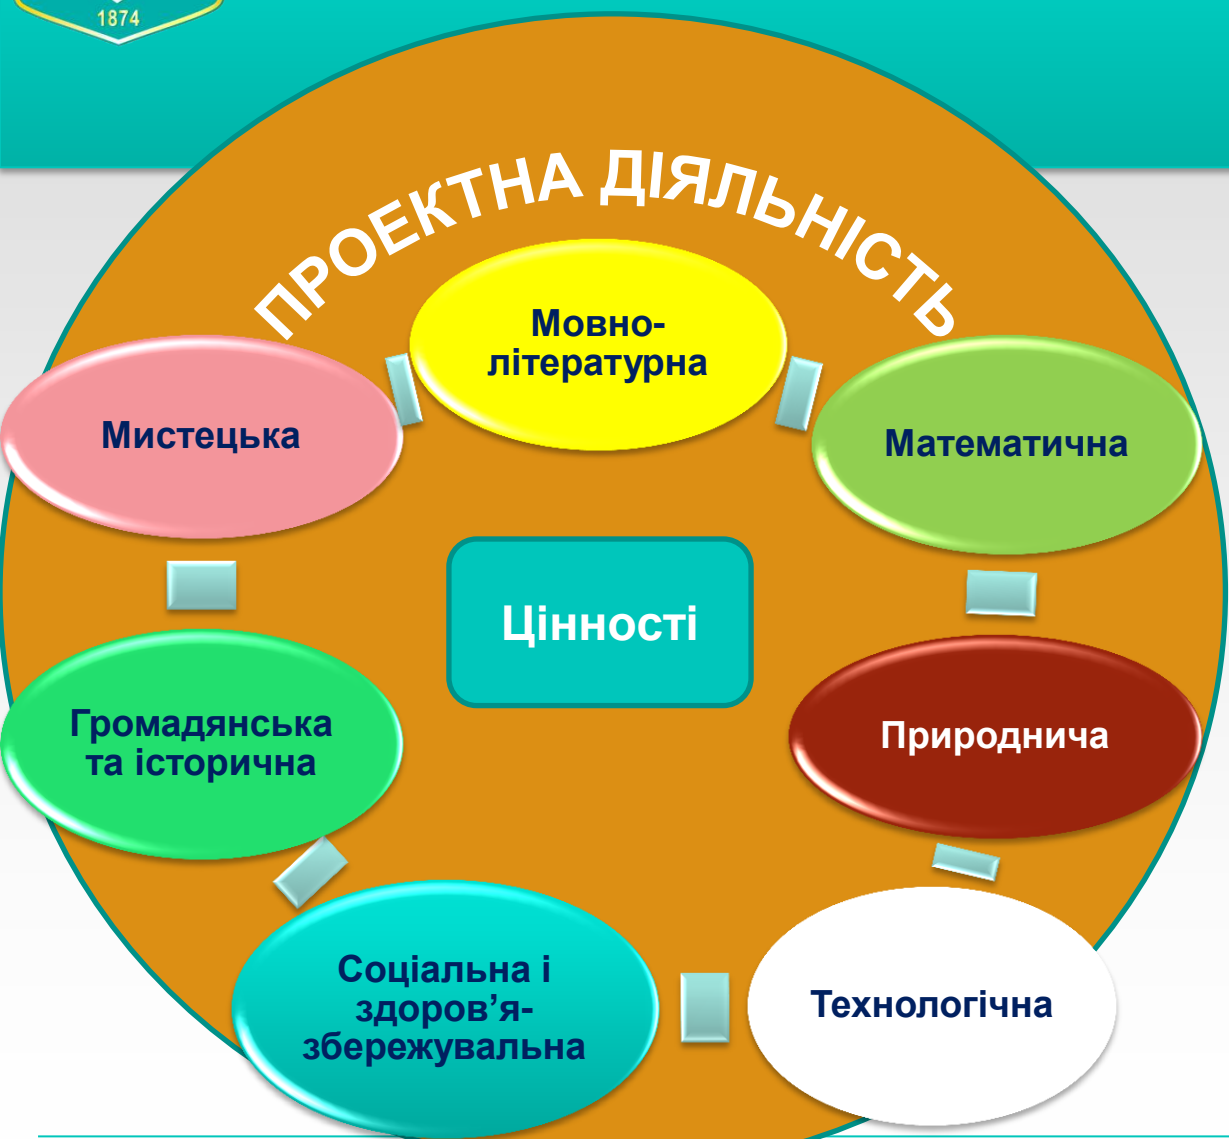 1874
ПРОЕКТНА ДІЯЛЬНІСТЬ
Мовно-
літературна
Мистецька
Математична
Цінності
Громадянська
та історична
Природнича
Соціальна і
здоров’я-
збережувальна
Технологічна